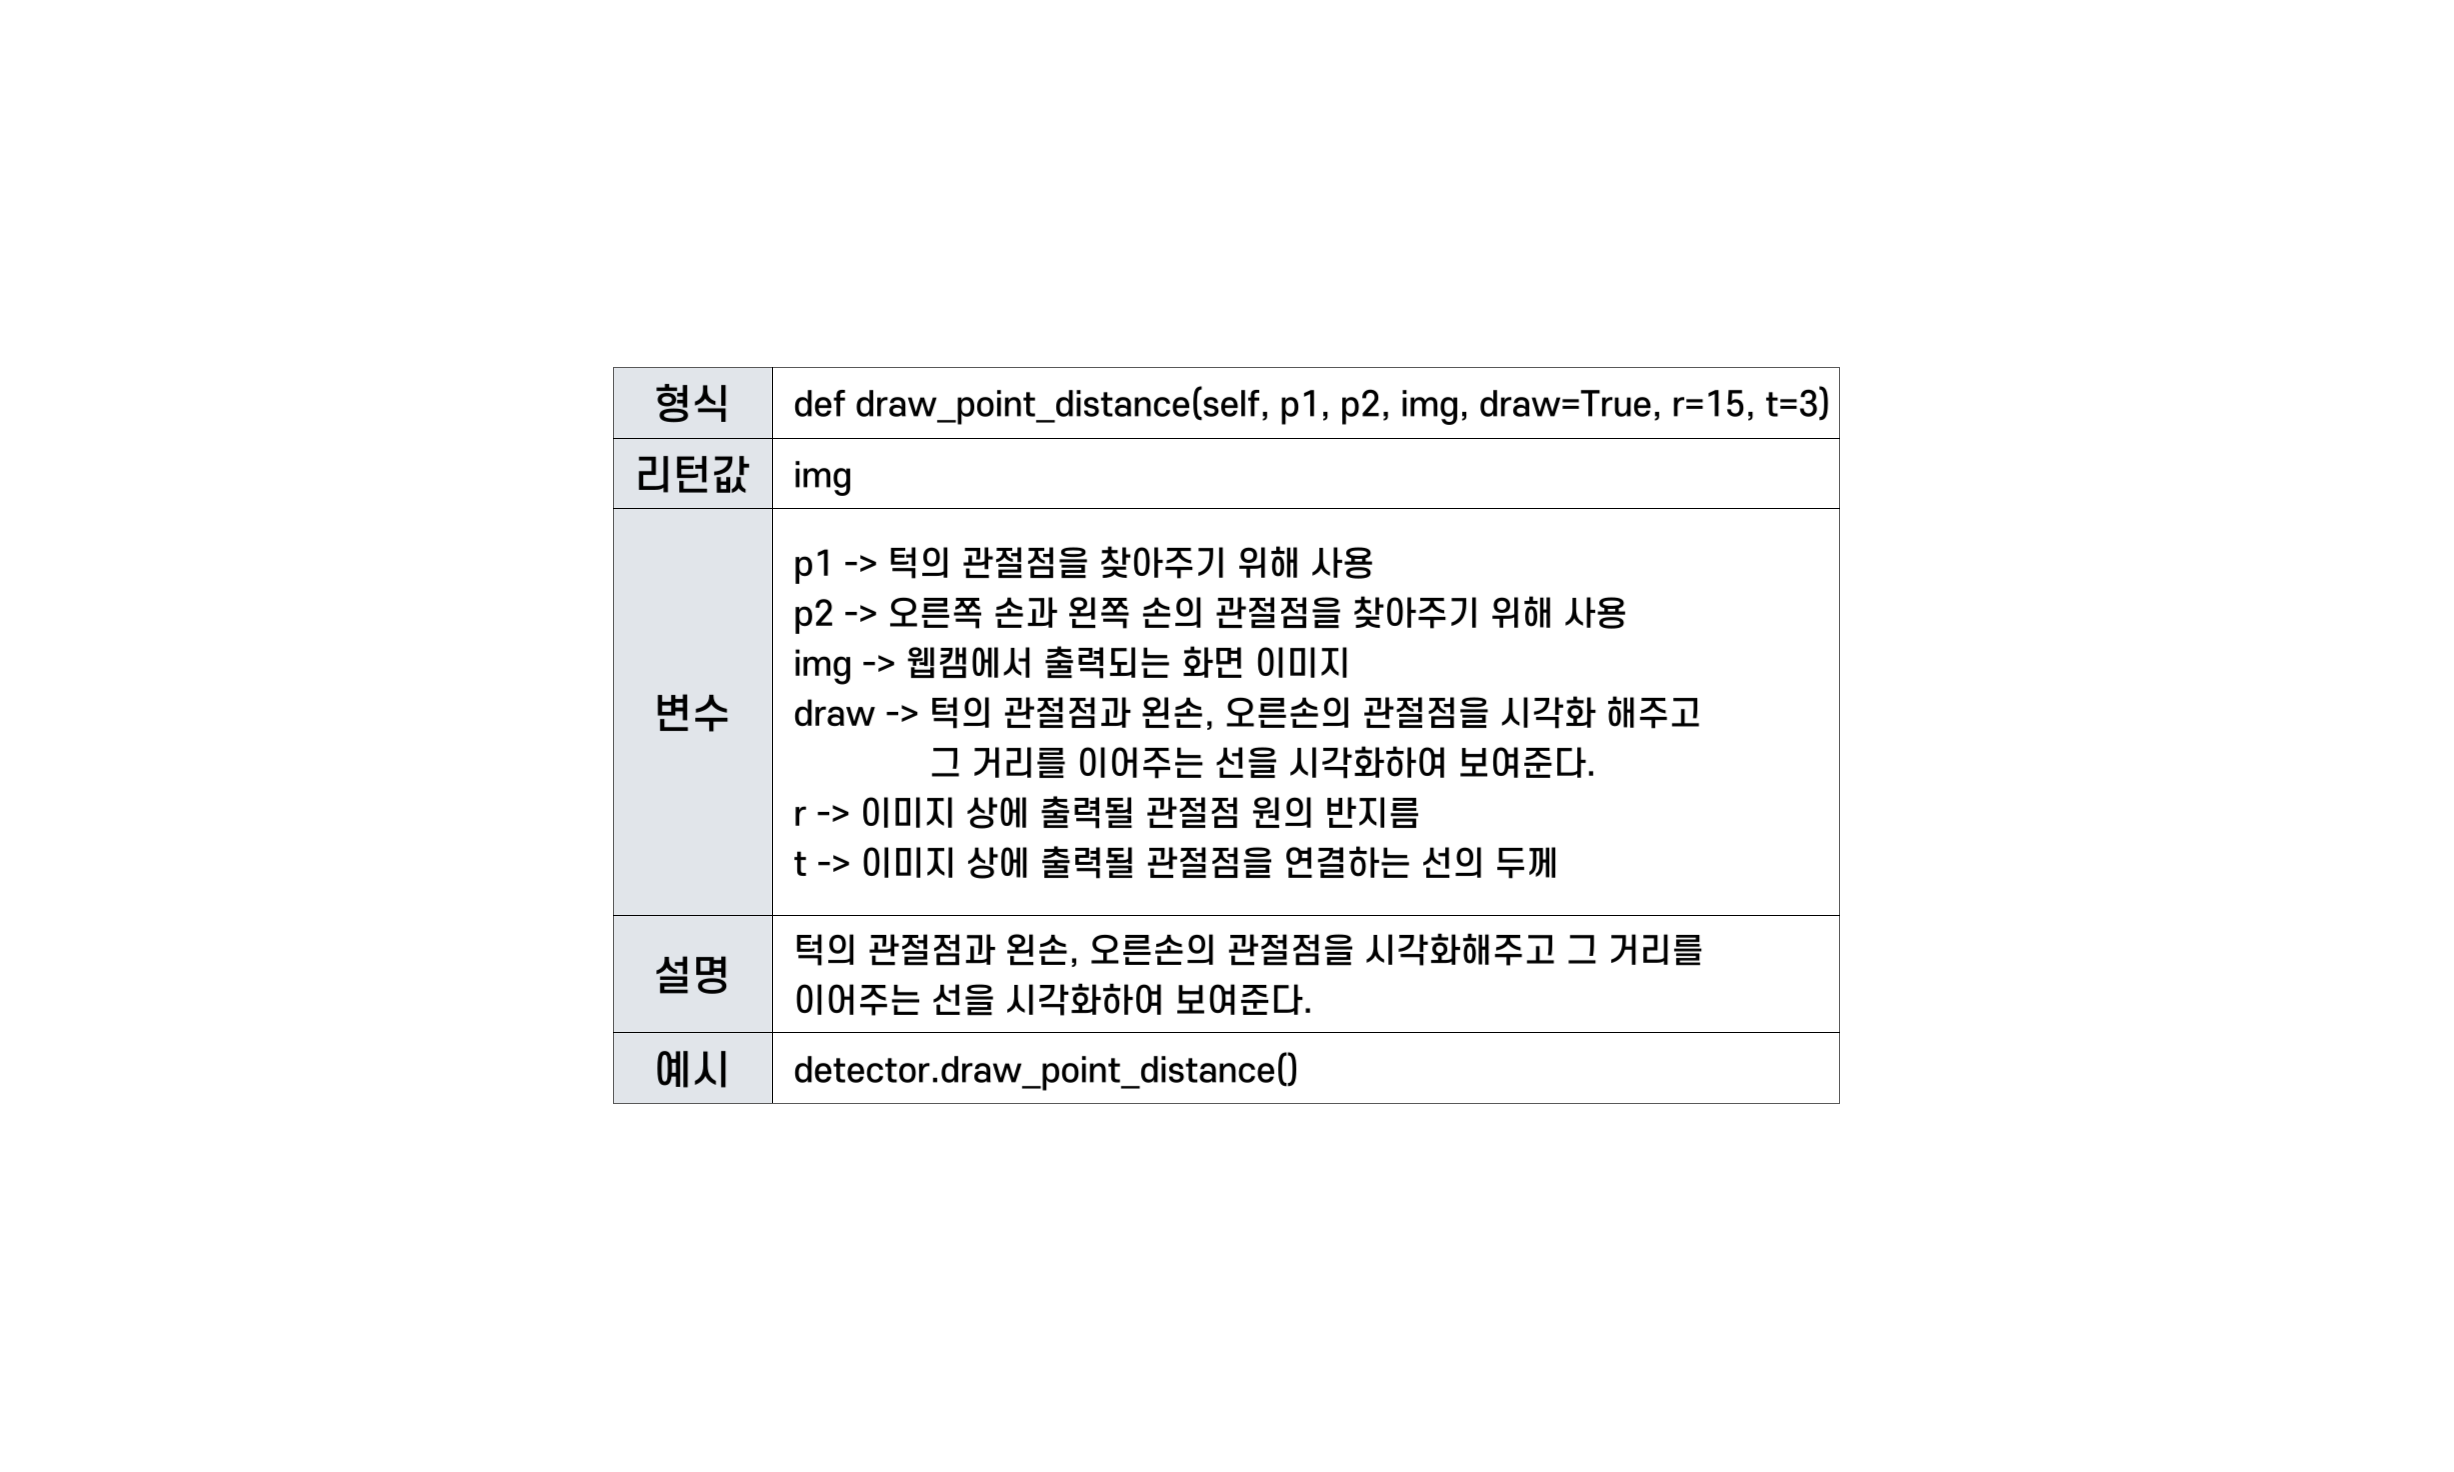 형식
def draw_point_distance(self, p1, p2, img, draw=True, r=15, t=3)
리턴값
img
변수
p1 -> 턱의 관절점을 찾아주기 위해 사용
p2 -> 오른쪽 손과 왼쪽 손의 관절점을 찾아주기 위해 사용
img -> 웹캠에서 출력되는 화면 이미지
draw -> 턱의 관절점과 왼손, 오른손의 관절점을 시각화 해주고
그 거리를 이어주는 선을 시각화하여 보여준다.
r -> 이미지 상에 출력될 관절점 원의 반지름
t -> 이미지 상에 출력될 관절점을 연결하는 선의 두께
설명
턱의 관절점과 왼손, 오른손의 관절점을 시각화해주고 그 거리를
이어주는 선을 시각화하여 보여준다.
예시
detector.draw_point_distance()